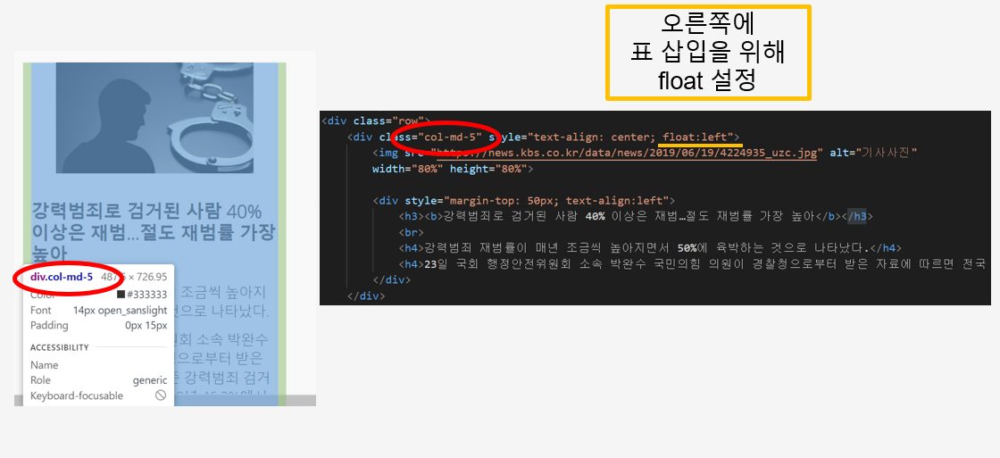 오른쪽에
표 삽입을 위해
float 설정
강력범죄로 검거된 사람 40%
이상은 재범...절도 재범률 가장
높아
div.col-md-5
× 726.95
조금씩 높아지
Color #333333
것으로 나타났다.
Font 14px open_sanslight
Padding 0px 15px
원회 소속 박완수
ACCESSIBILITY
으로부터 받은
Name
강력범죄 검거
Role generic
Keyboard-focusable
<div class="row">
<div class="col-md-5" style="text-align: center; float:left">
<img src="https://news.kbs.co.kr/data/news/2019/06/19/4224935_uzc.jpg" alt="기사사진"
width="80%" height="80%">
<div style="margin-top: 50px; text-align:left">
<h3><b>강력범죄로 검거된 사람 40% 이상은 재범…절도 재범률 가장 높아</b></h3>
<br>
<h4>강력범죄 재범률이 매년 조금씩 높아지면서 50%에 육박하는 것으로 나타났다.</h4>
<h4>23일 국회 행정안전위원회 소속 박완수 국민의힘 의원이 경찰청으로부터 받은 자료에 따르면 전국
</div>
</div>